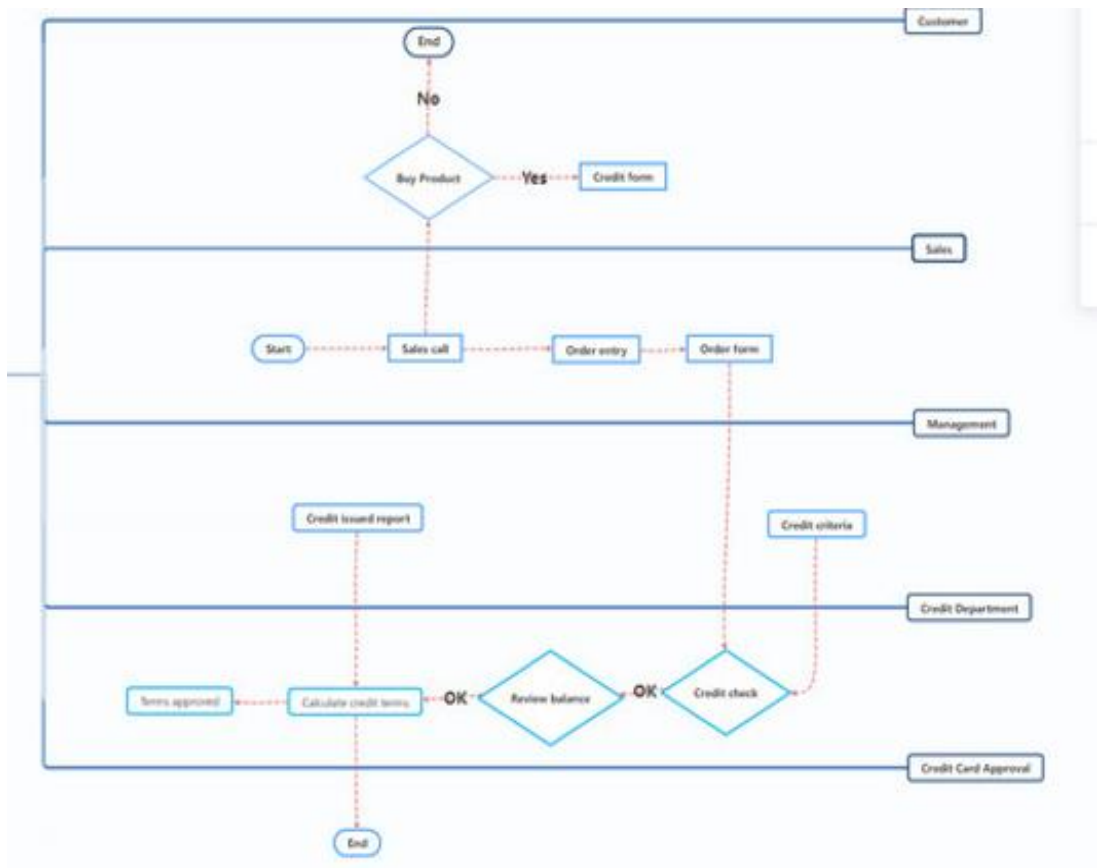 Customer
End
No
Buy Product
Yes
Credit form
Sales
Start
Sales call
Order entry
Order form
Management
Credit issued report
Credit criteria
Credit Department
Terms approved
Calculate credit terms
OK
Review balance
OK
Credit check
Credit Card Approval
End